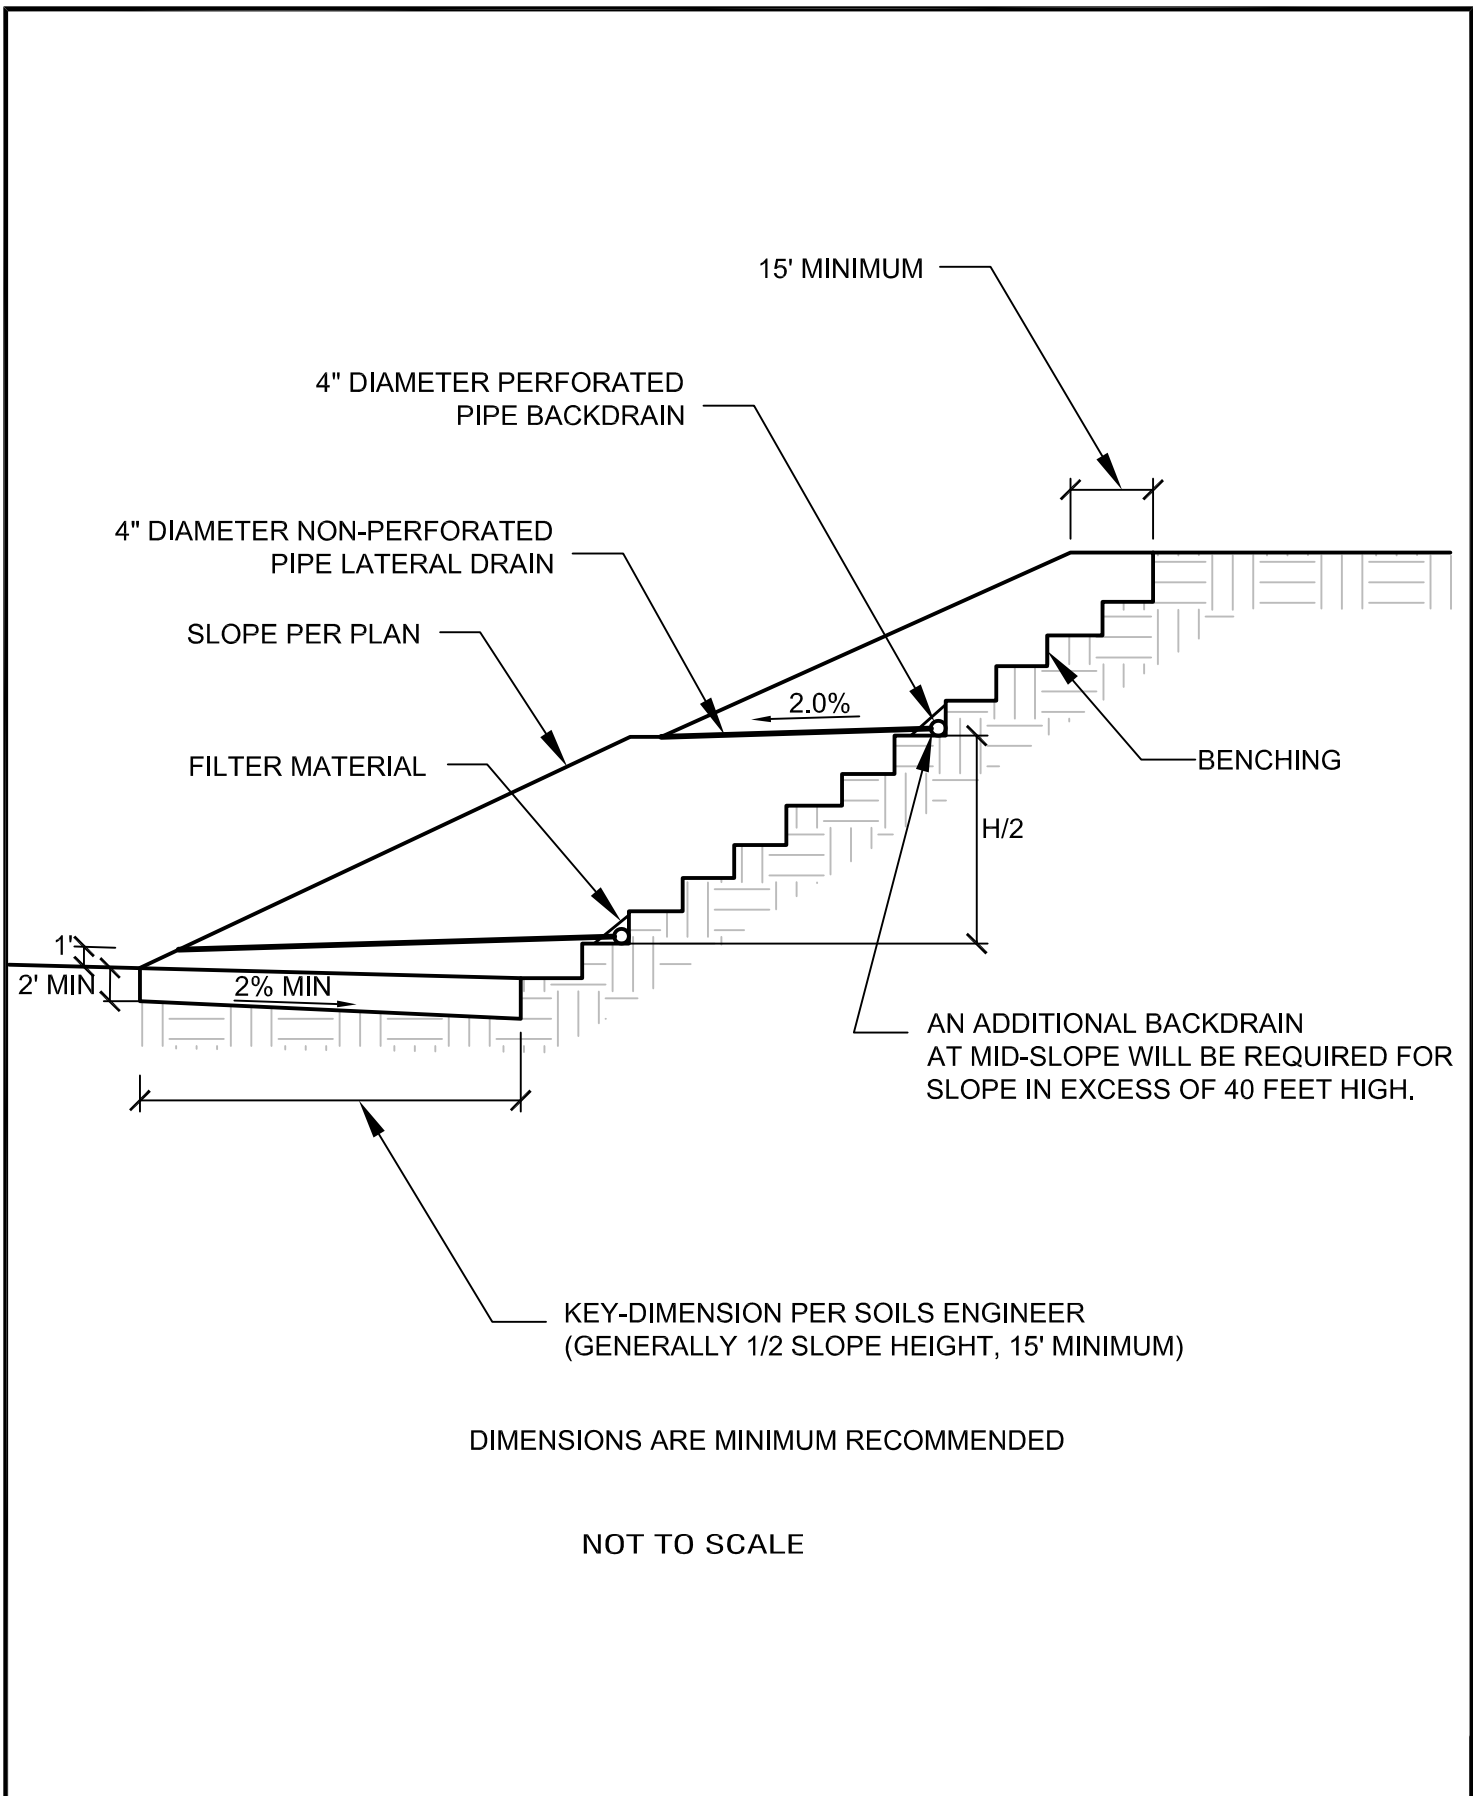 15' MINIMUM
4" DIAMETER PERFORATED
PIPE BACKDRAIN
4" DIAMETER NON-PERFORATED
PIPE LATERAL DRAIN
SLOPE PER PLAN
2.0%
FILTER MATERIAL
BENCHING
H/2
1'
2' MIN
2% MIN
AN ADDITIONAL BACKDRAIN
AT MID-SLOPE WILL BE REQUIRED FOR
SLOPE IN EXCESS OF 40 FEET HIGH.
KEY-DIMENSION PER SOILS ENGINEER
(GENERALLY 1/2 SLOPE HEIGHT, 15' MINIMUM)
DIMENSIONS ARE MINIMUM RECOMMENDED
NOT TO SCALE